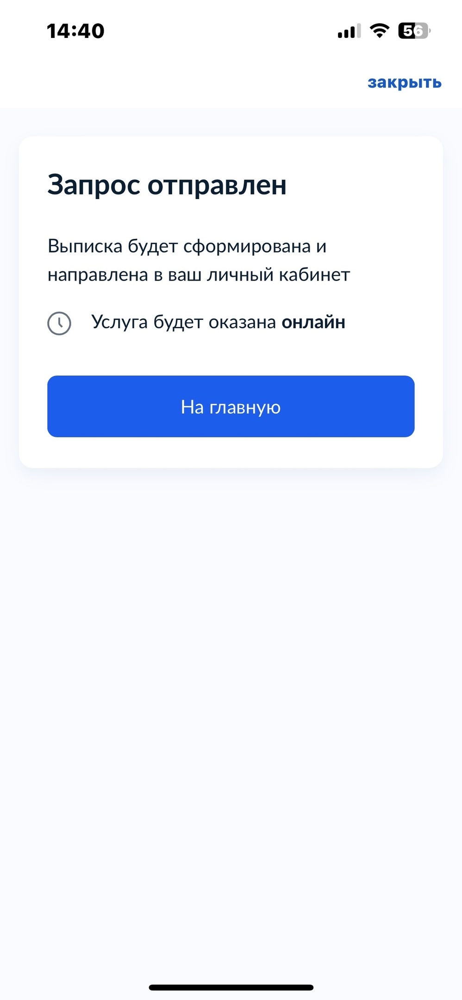 14:40
56
закрыть
Запрос отправлен
Выписка будет сформирована и
направлена в ваш личный кабинет
Услуга будет оказана онлайн
На главную